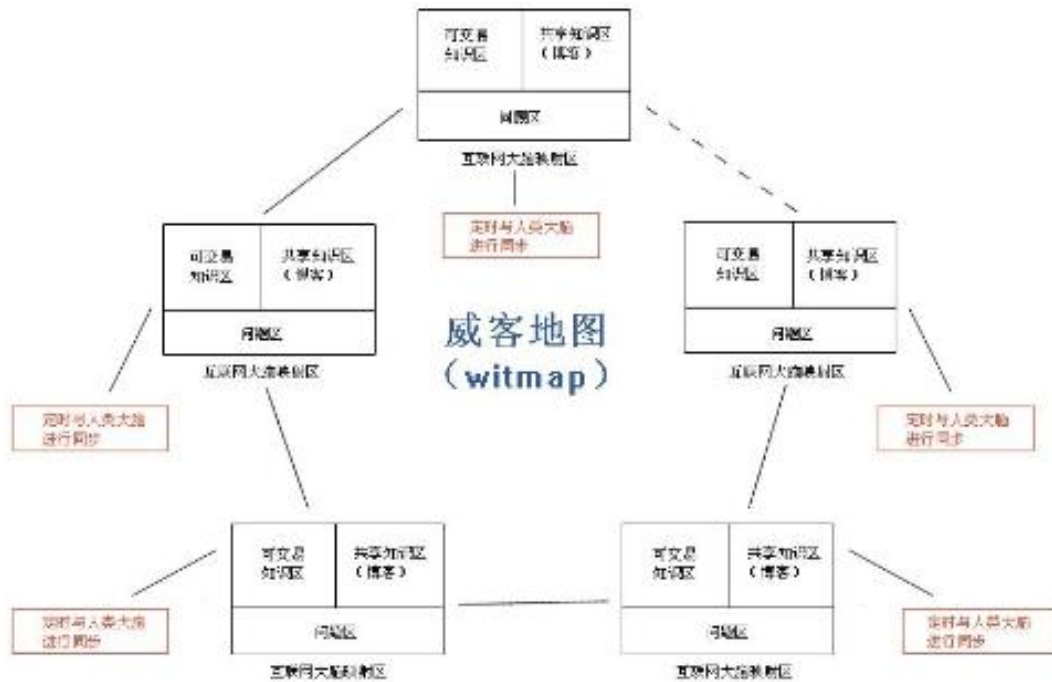 可交易
知识区
共享知识区
(博客)
问题区
互联网大脑映射区
定时与人类大脑
进行同步
可交易
知识区
共享知识区
(博客)
问题区
互联网大脑映射区
定时与人类大脑
进行同步
可交易
知识区
共享知识区
(博客)
问题区
互联网大脑映射区
定时与人类大脑
进行同步
威客地图
(witmap)
可交易
知识区
共享知识区
(博客)
问题区
互联网大脑映射区
定时与人类大脑
进行同步
可交易
知识区
共享知识区
(博客)
问题区
互联网大脑映射区
定时与人类大脑
进行同步